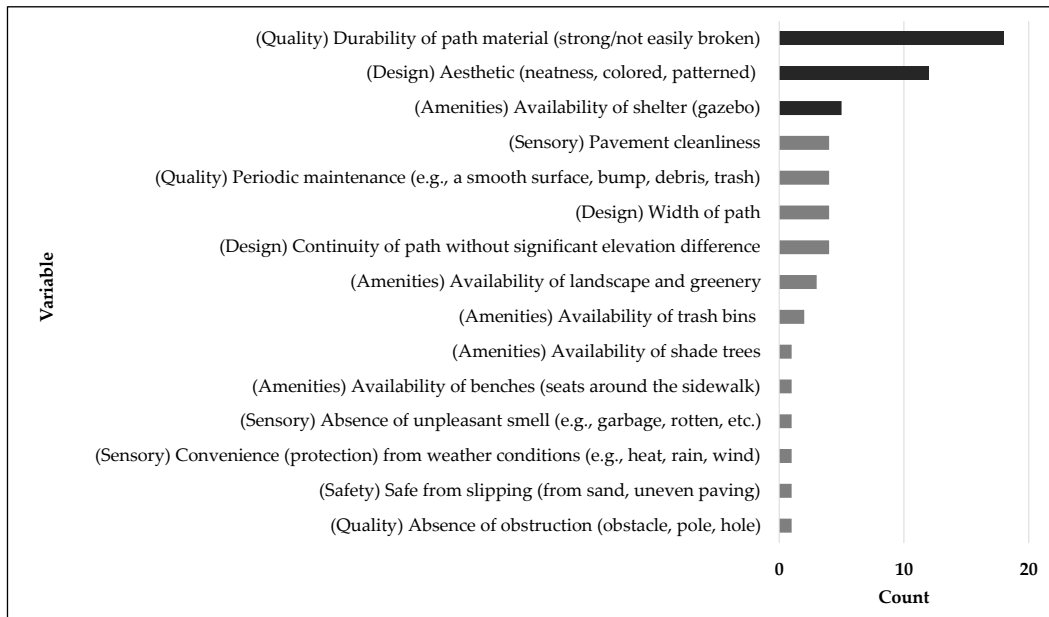 (Quality) Durability of path material (strong/not easily broken)
(Design) Aesthetic (neatness, colored, patterned)
(Amenities) Availability of shelter (gazebo)
(Sensory) Pavement cleanliness
(Quality) Periodic maintenance (e.g., a smooth surface, bump, debris, trash)
(Design) Width of path
(Design) Continuity of path without significant elevation difference
(Amenities) Availability of landscape and greenery
(Amenities) Availability of trash bins
(Amenities) Availability of shade trees
(Amenities) Availability of benches (seats around the sidewalk)
(Sensory) Absence of unpleasant smell (e.g., garbage, rotten, etc.)
(Sensory) Convenience (protection) from weather conditions (e.g., heat, rain, wind)
(Safety) Safe from slipping (from sand, uneven paving)
(Quality) Absence of obstruction (obstacle, pole, hole)
Variable
0 10 20
Count